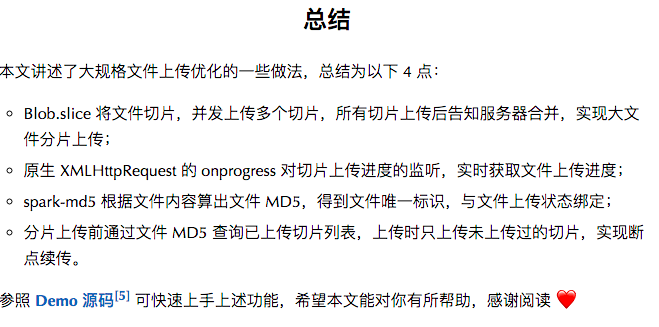 总结
本文讲述了大规格文件上传优化的一些做法，总结为以下 4 点：
Blob.slice 将文件切片，并发上传多个切片，所有切片上传后告知服务器合并，实现大文
件分片上传；
原生 XMLHttpRequest 的 onprogress 对切片上传进度的监听，实时获取文件上传进度；
spark-md5 根据文件内容算出文件 MD5，得到文件唯一标识，与文件上传状态绑定；
分片上传前通过文件 MD5 查询已上传切片列表，上传时只上传未上传过的切片，实现断
点续传。
参照 Demo 源码[5] 可快速上手上述功能，希望本文能对你有所帮助，感谢阅读 ❤️